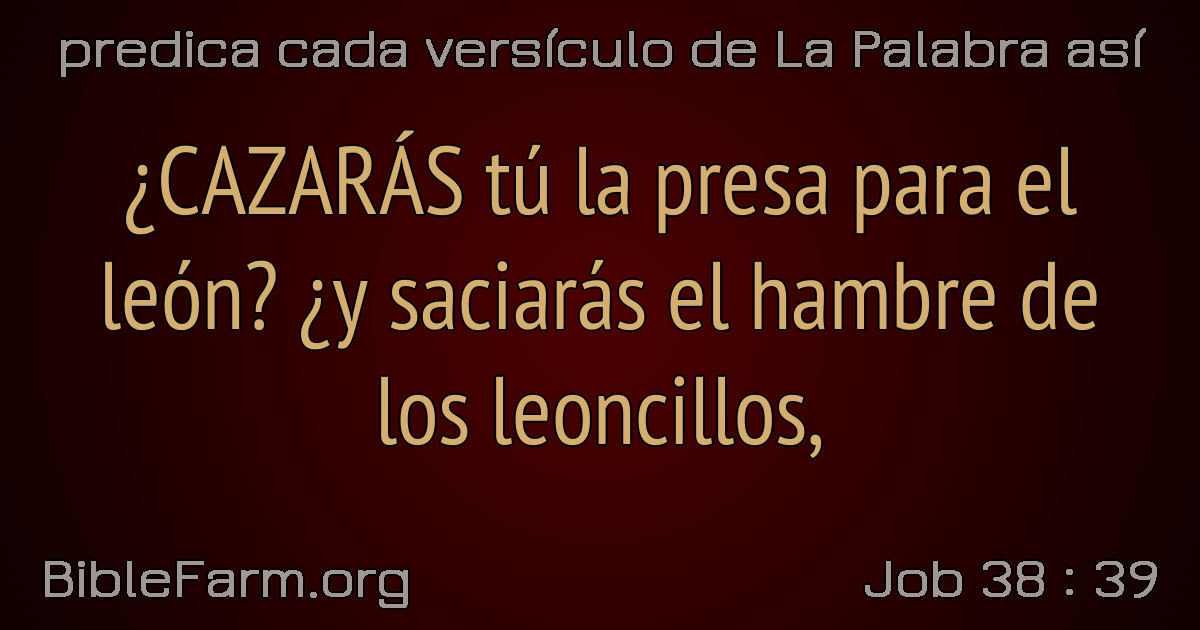 predica cada versículo de La Palabra así
¿CAZARÁS tú la presa para el
león? ¿y saciarás el hambre de
los leoncillos,
BibleFarm.org
Job 38 : 39